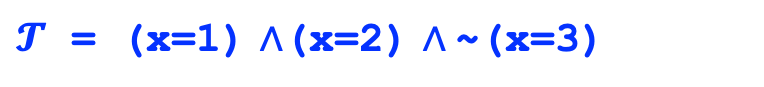 𝒯 = (x=1) ∧(x=2) ∧~(x=3)